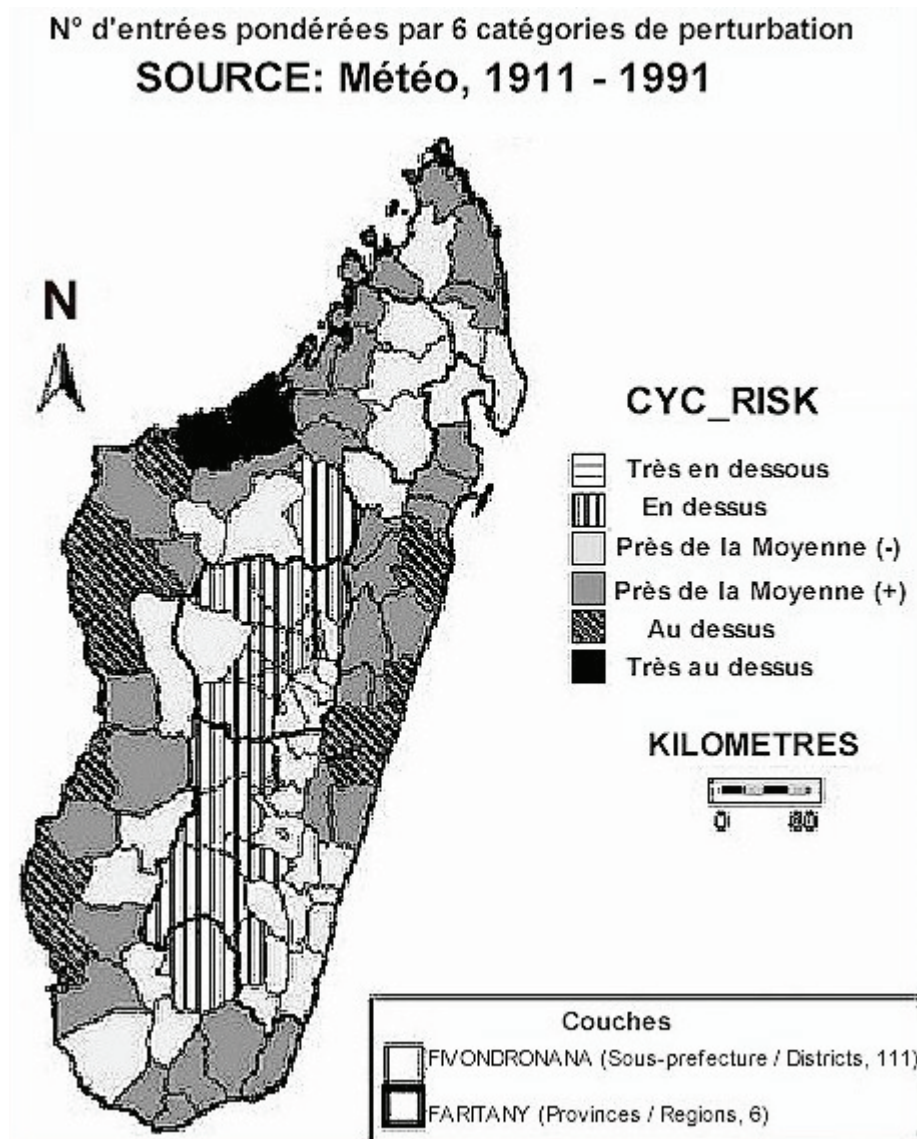 N° d'entrées pondérées par 6 catégories de perturbation
SOURCE: Météo, 1911 - 1991
N
CYC_RISK
Très en dessous
En dessus
Près de la Moyenne (-)
Près de la Moyenne (+)
Au dessus
Très au dessus
KILOMETRES
0 80
Couches
FIVONDRONANA (Sous-prefecture / Districts, 111)
FARITANY (Provinces / Regions, 6)